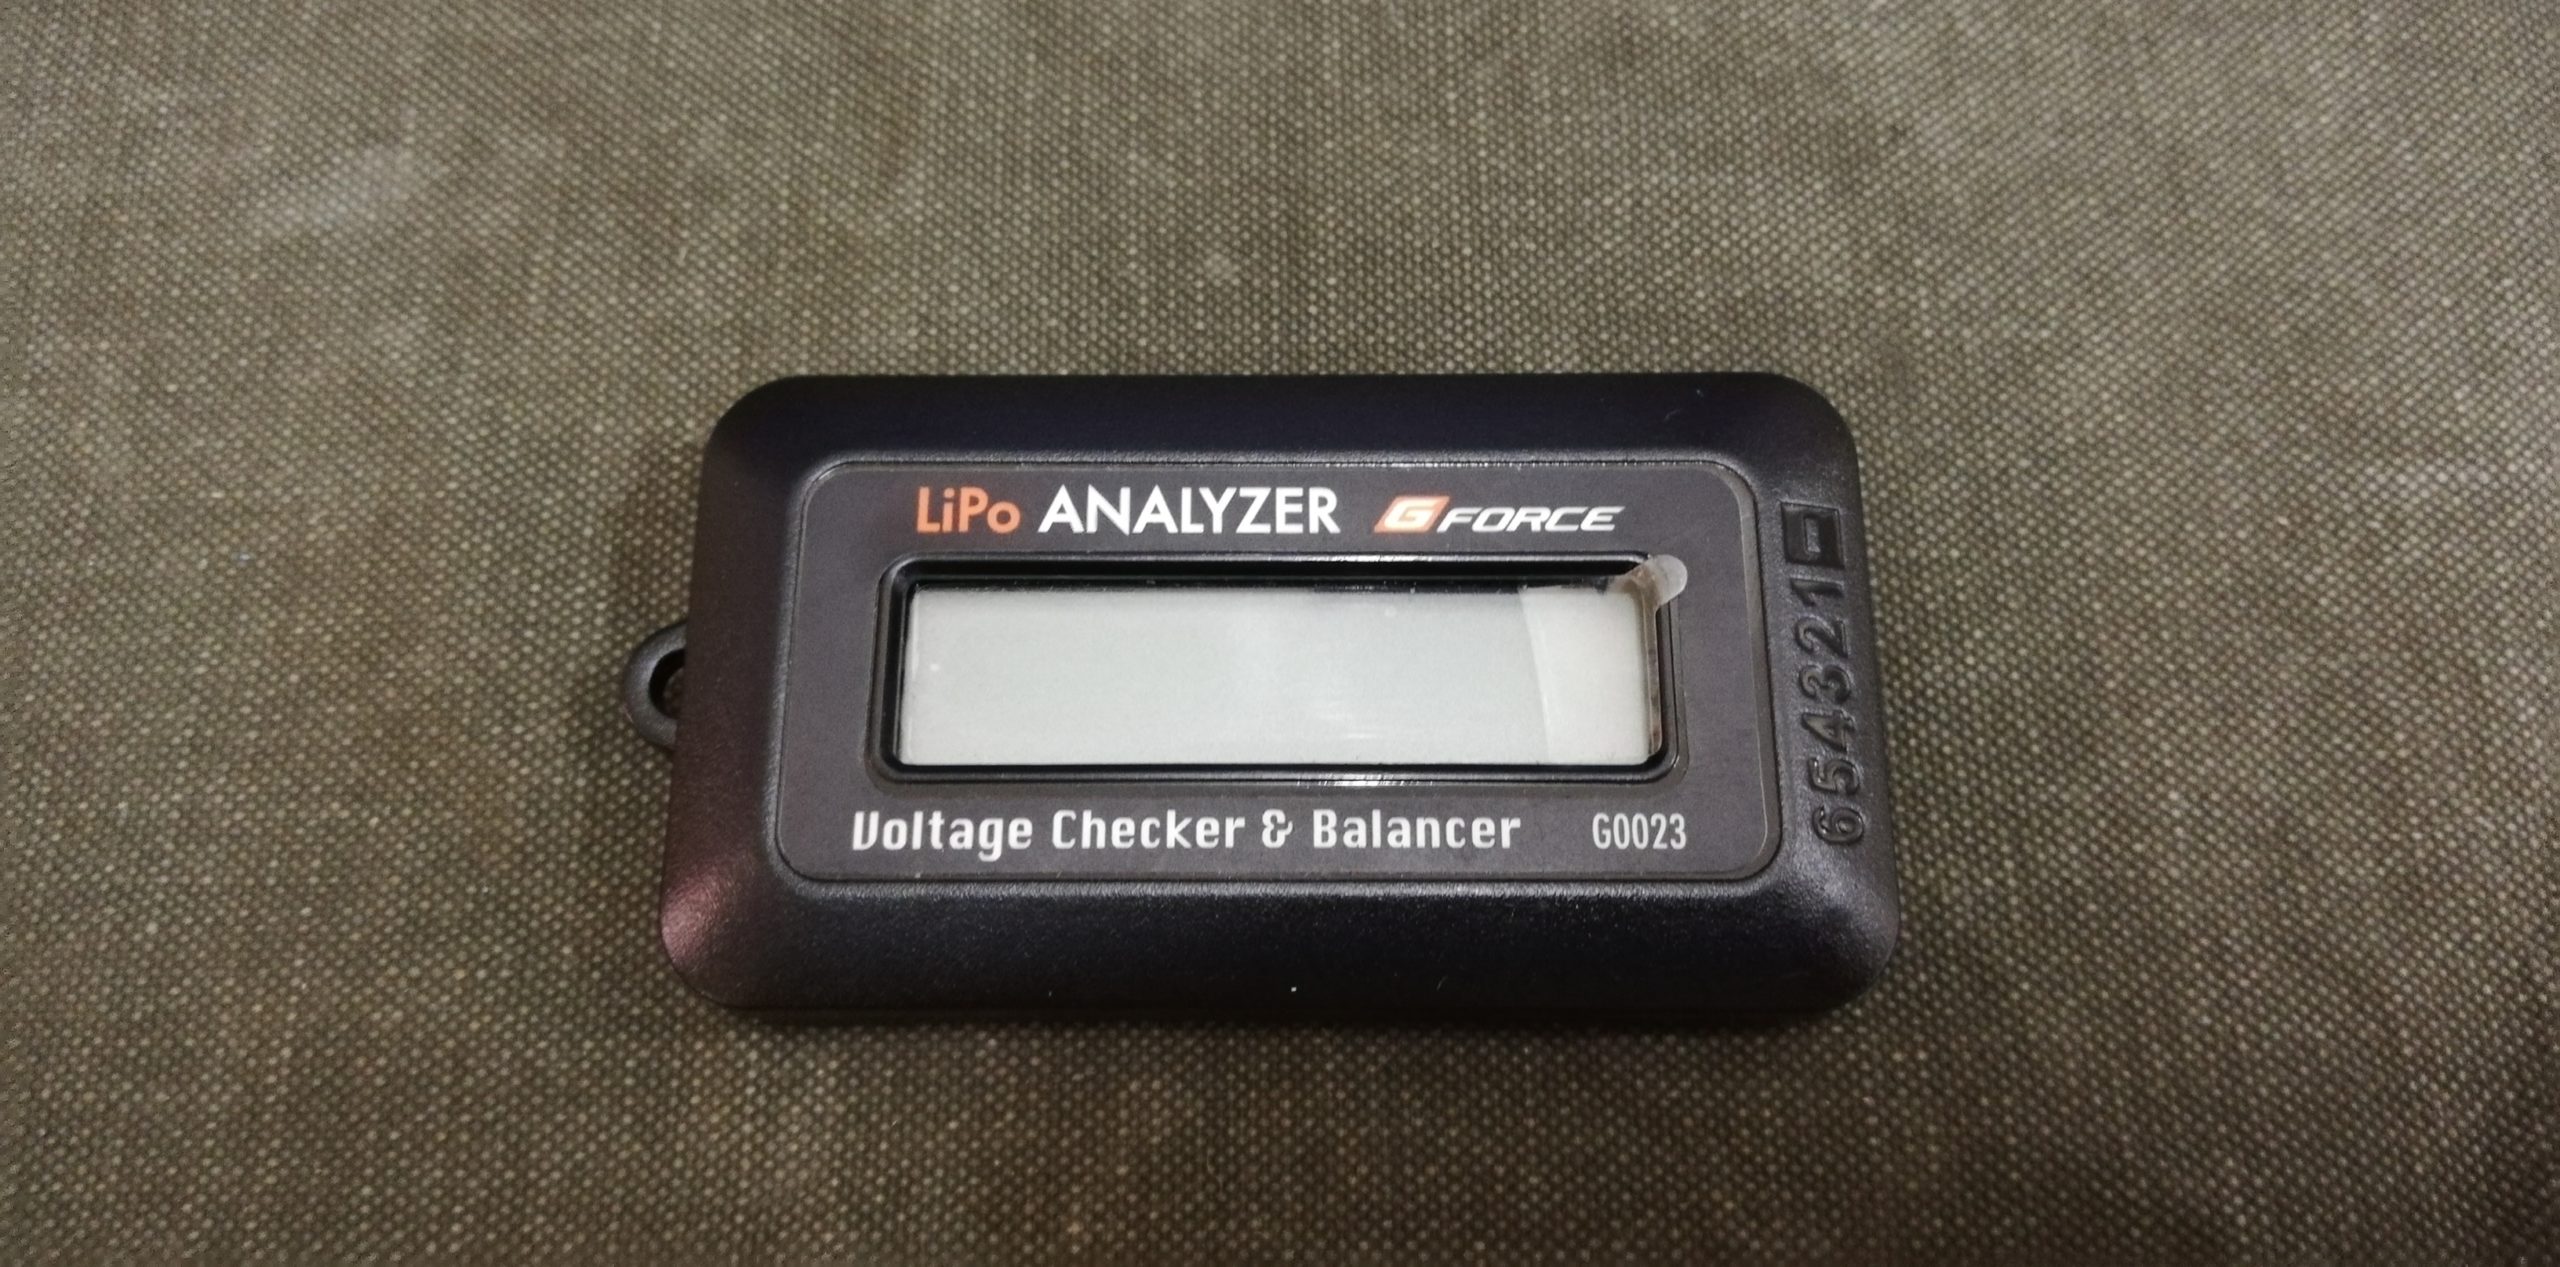 LiPo ANALYZER G FORCE
Voltage Checker & Balancer G0023
654321